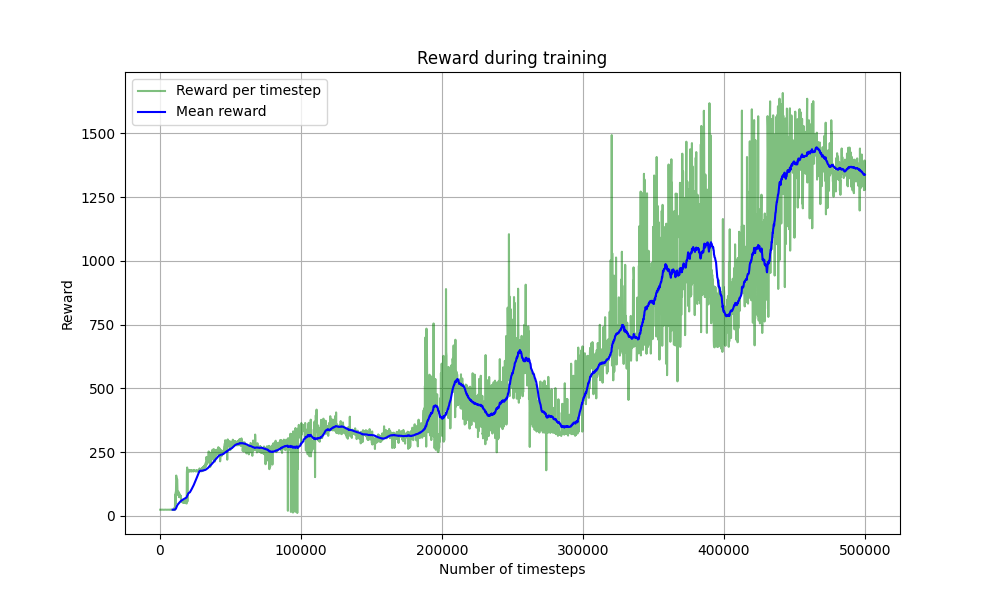 Reward during training
Reward per timestep
Mean reward
1500
1250
1000
750
500
250
0
Reward
0 100000 200000 300000 400000 500000
Number of timesteps